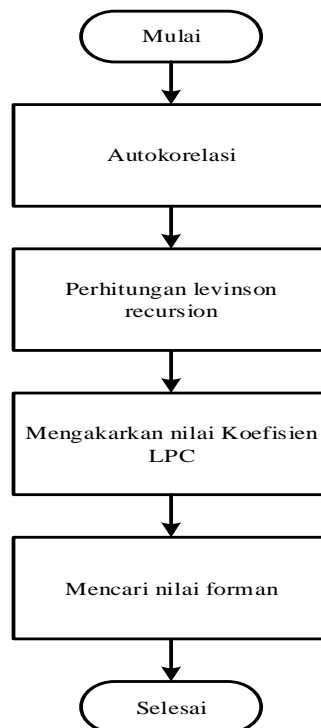 Mulai
Autokorelasi
Perhitungan levinson
recursion
Mengakarkan nilai Koefisien
LPC
Mencari nilai forman
Selesai